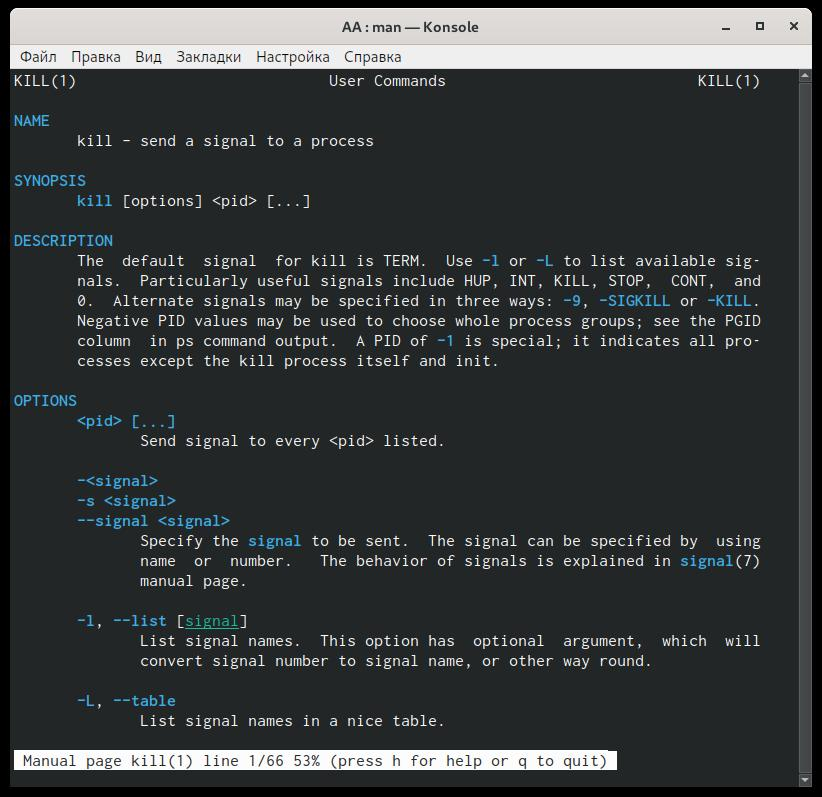 AA : man — Konsole
Файл Правка Вид Закладки Настройка Справка
KILL(1) User Commands KILL(1)
NAME
kill - send a signal to a process
SYNOPSIS
kill [options] <pid> [...]
DESCRIPTION
The default signal for kill is TERM. Use -l or -L to list available sig-
nals. Particularly useful signals include HUP, INT, KILL, STOP, CONT, and
0. Alternate signals may be specified in three ways: -9, -SIGKILL or -KILL.
Negative PID values may be used to choose whole process groups; see the PGID
column in ps command output. A PID of -1 is special; it indicates all pro-
cesses except the kill process itself and init.
OPTIONS
<pid> [...]
Send signal to every <pid> listed.
-<signal>
-s <signal>
--signal <signal>
Specify the signal to be sent. The signal can be specified by using
name or number. The behavior of signals is explained in signal(7)
manual page.
-l, --list [signal]
List signal names. This option has optional argument, which will
convert signal number to signal name, or other way round.
-L, --table
List signal names in a nice table.
Manual page kill(1) line 1/66 53% (press h for help or q to quit)